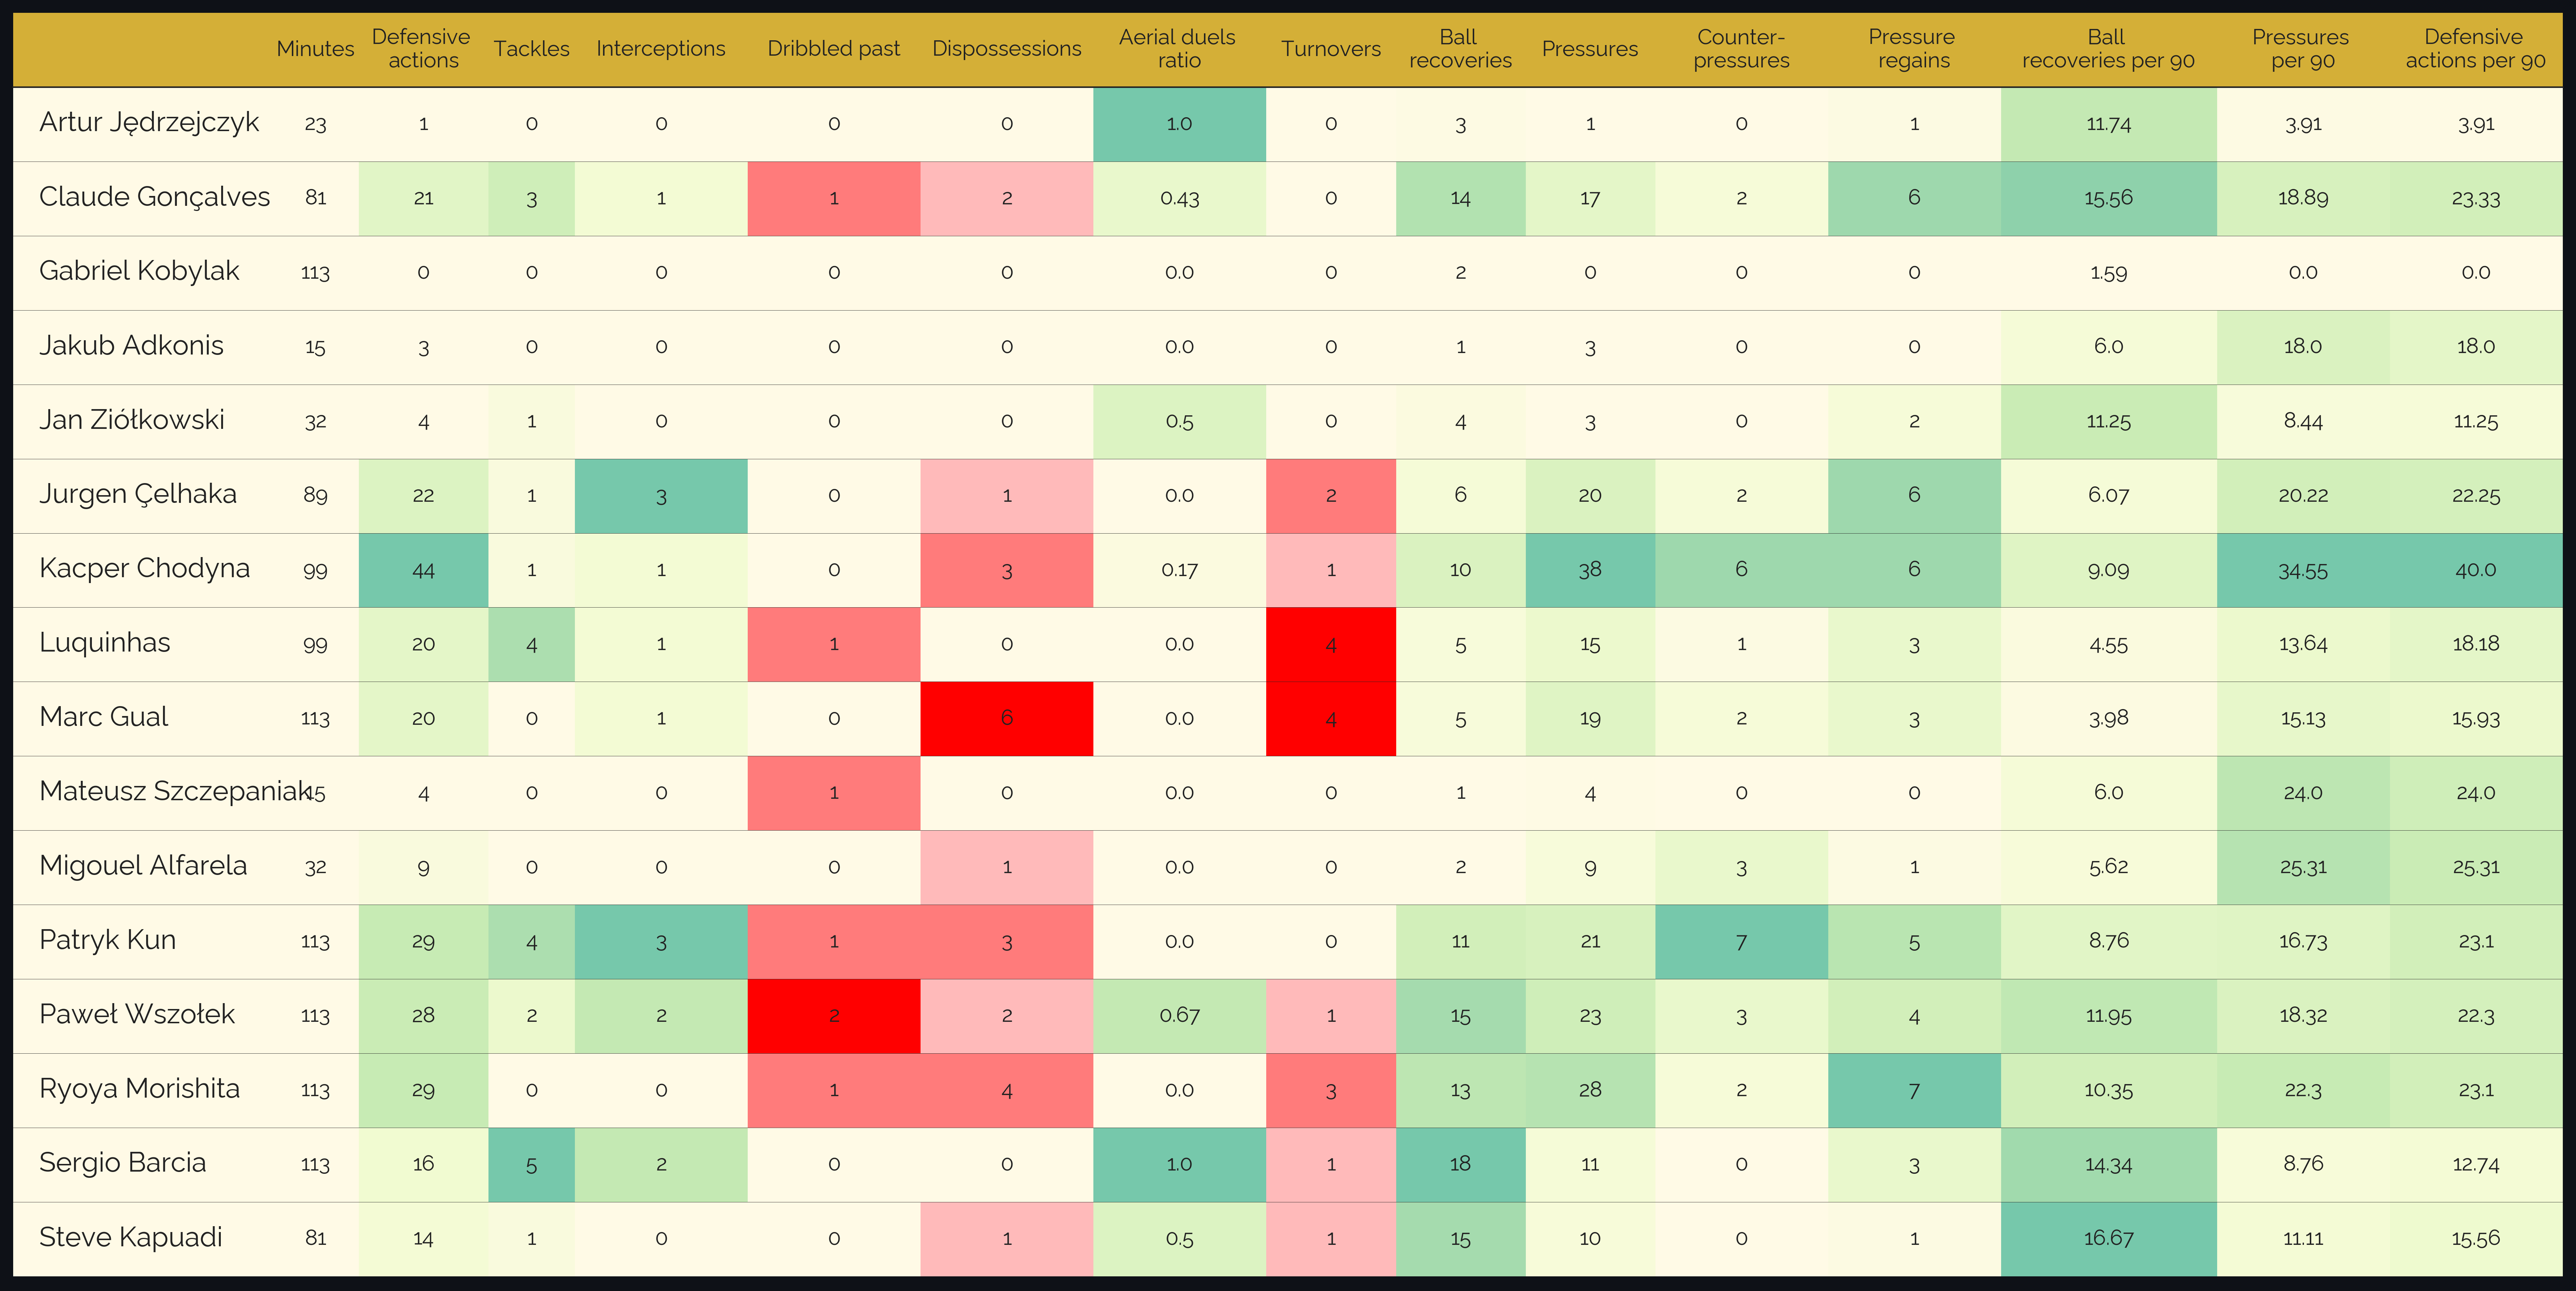 Minutes Defensive actions Tackles Interceptions Dribbled past Dispossessions Aerial duels ratio Turnovers Ball recoveries Pressures Counter-pressures Pressure regains Ball recoveries per 90 Pressures per 90 Defensive actions per 90
Artur Jędrzejczyk 23 1 0 0 0 0 1.0 0 3 1 0 1 11.74 3.91 3.91
Claude Gonçalves 81 21 3 1 1 2 0.43 0 14 17 2 6 15.56 18.89 23.33
Gabriel Kobylak 113 0 0 0 0 0 0.0 0 2 0 0 0 1.59 0.0 0.0
Jakub Adkonis 15 3 0 0 0 0 0.0 0 1 3 0 0 6.0 18.0 18.0
Jan Ziółkowski 32 4 1 0 0 0 0.5 0 4 3 0 2 11.25 8.44 11.25
Jurgen Çelhaka 89 22 1 3 0 1 0.0 2 6 20 2 6 6.07 20.22 22.25
Kacper Chodyna 99 44 1 1 0 3 0.17 1 10 38 6 6 9.09 34.55 40.0
Luquinhas 99 20 4 1 1 0 0.0 4 5 15 1 3 4.55 13.64 18.18
Marc Gual 113 20 0 1 0 6 0.0 4 5 19 2 3 3.98 15.13 15.93
Mateusz Szczepaniak 15 4 0 0 1 0 0.0 0 1 4 0 0 6.0 24.0 24.0
Migouel Alfarela 32 9 0 0 0 1 0.0 0 2 9 3 1 5.62 25.31 25.31
Patryk Kun 113 29 4 3 1 3 0.0 0 11 21 7 5 8.76 16.73 23.1
Paweł Wszołek 113 28 2 2 2 2 0.67 1 15 23 3 4 11.95 18.32 22.3
Ryoya Morishita 113 29 0 0 1 4 0.0 3 13 28 2 7 10.35 22.3 23.1
Sergio Barcia 113 16 5 2 0 0 1.0 1 18 11 0 3 14.34 8.76 12.74
Steve Kapuadi 81 14 1 0 0 1 0.5 1 15 10 0 1 16.67 11.11 15.56